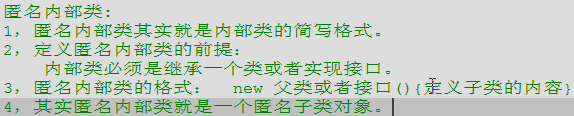 匿名内部类:
1，匿名内部类其实就是内部类的简写格式。
2，定义匿名内部类的前提:
内部类必须是继承一个类或者实现接口。
3，匿名内部类的格式: new 父类或者接口(){定义子类的内容}
4，其实匿名内部类就是一个匿名子类对象。